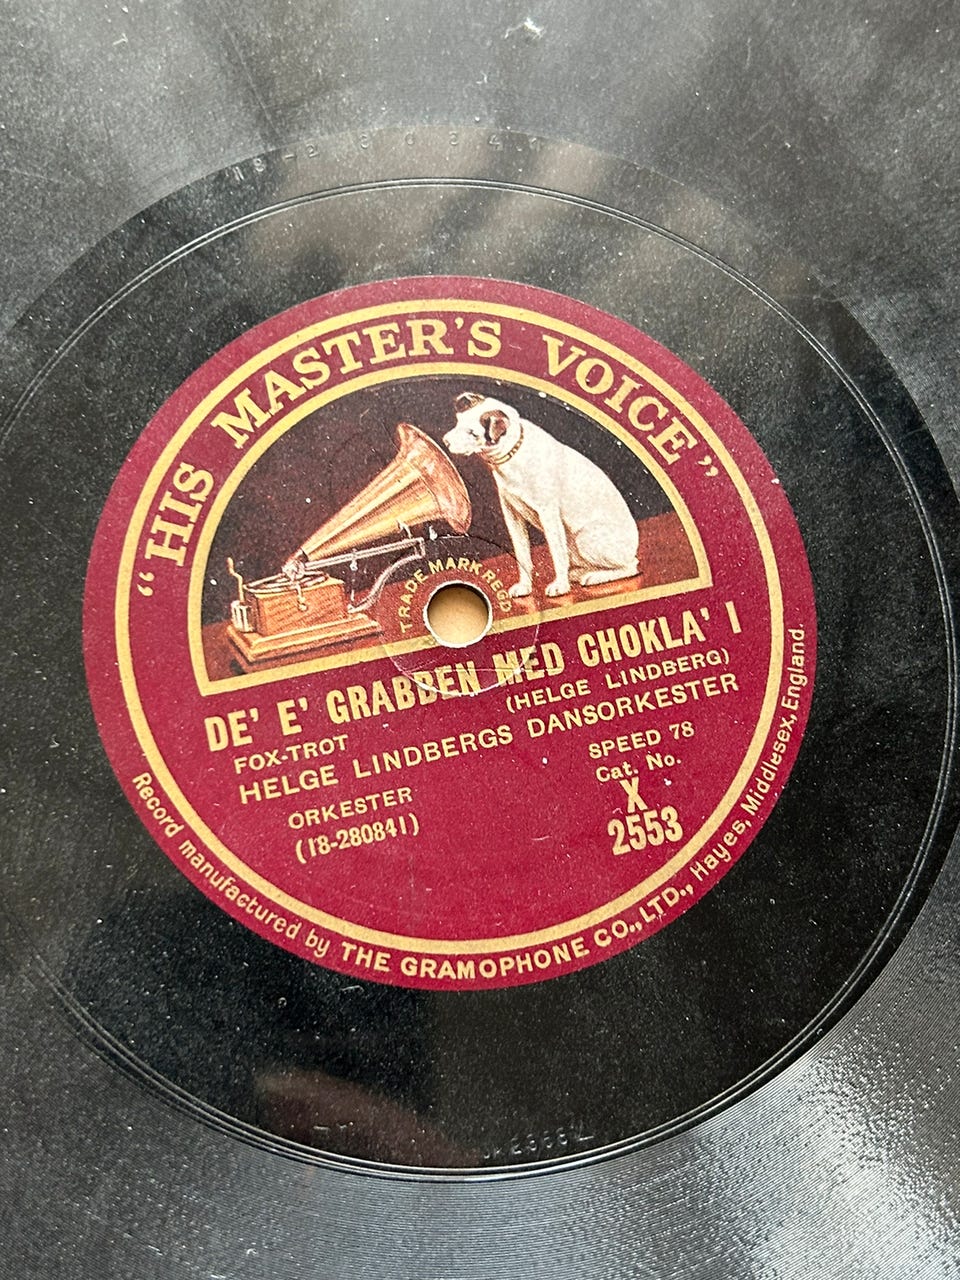 “HIS MASTER'S VOICE”
TRADE MARK REGD
DE' E' GRABBEN MED CHOKLA' I
(HELGE LINDBERG)
FOX-TROT
HELGE LINDBERGS DANSORKESTER
ORKESTER
(18-280841)
SPEED 78
Cat. No.
X
2553
Record manufactured by THE GRAMOPHONE CO., LTD., Hayes, Middlesex, England.